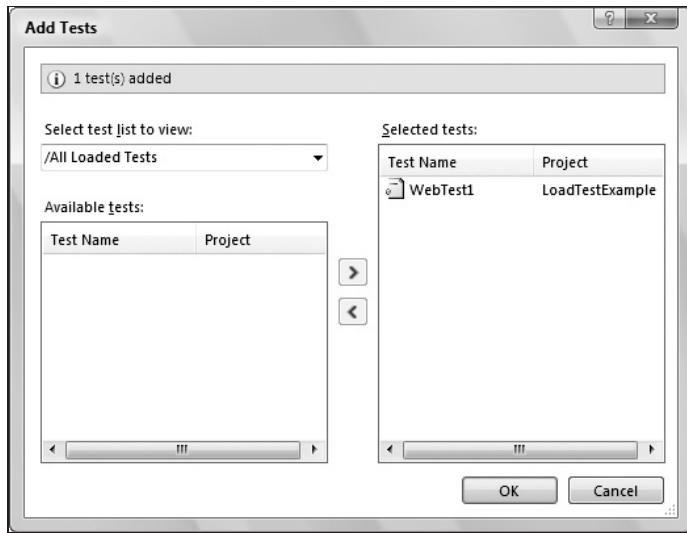 Add Tests
1 test(s) added
Select test list to view:
/All Loaded Tests
Available tests:
Test Name Project
Selected tests:
Test Name Project
WebTest1 LoadTestExample
OK Cancel